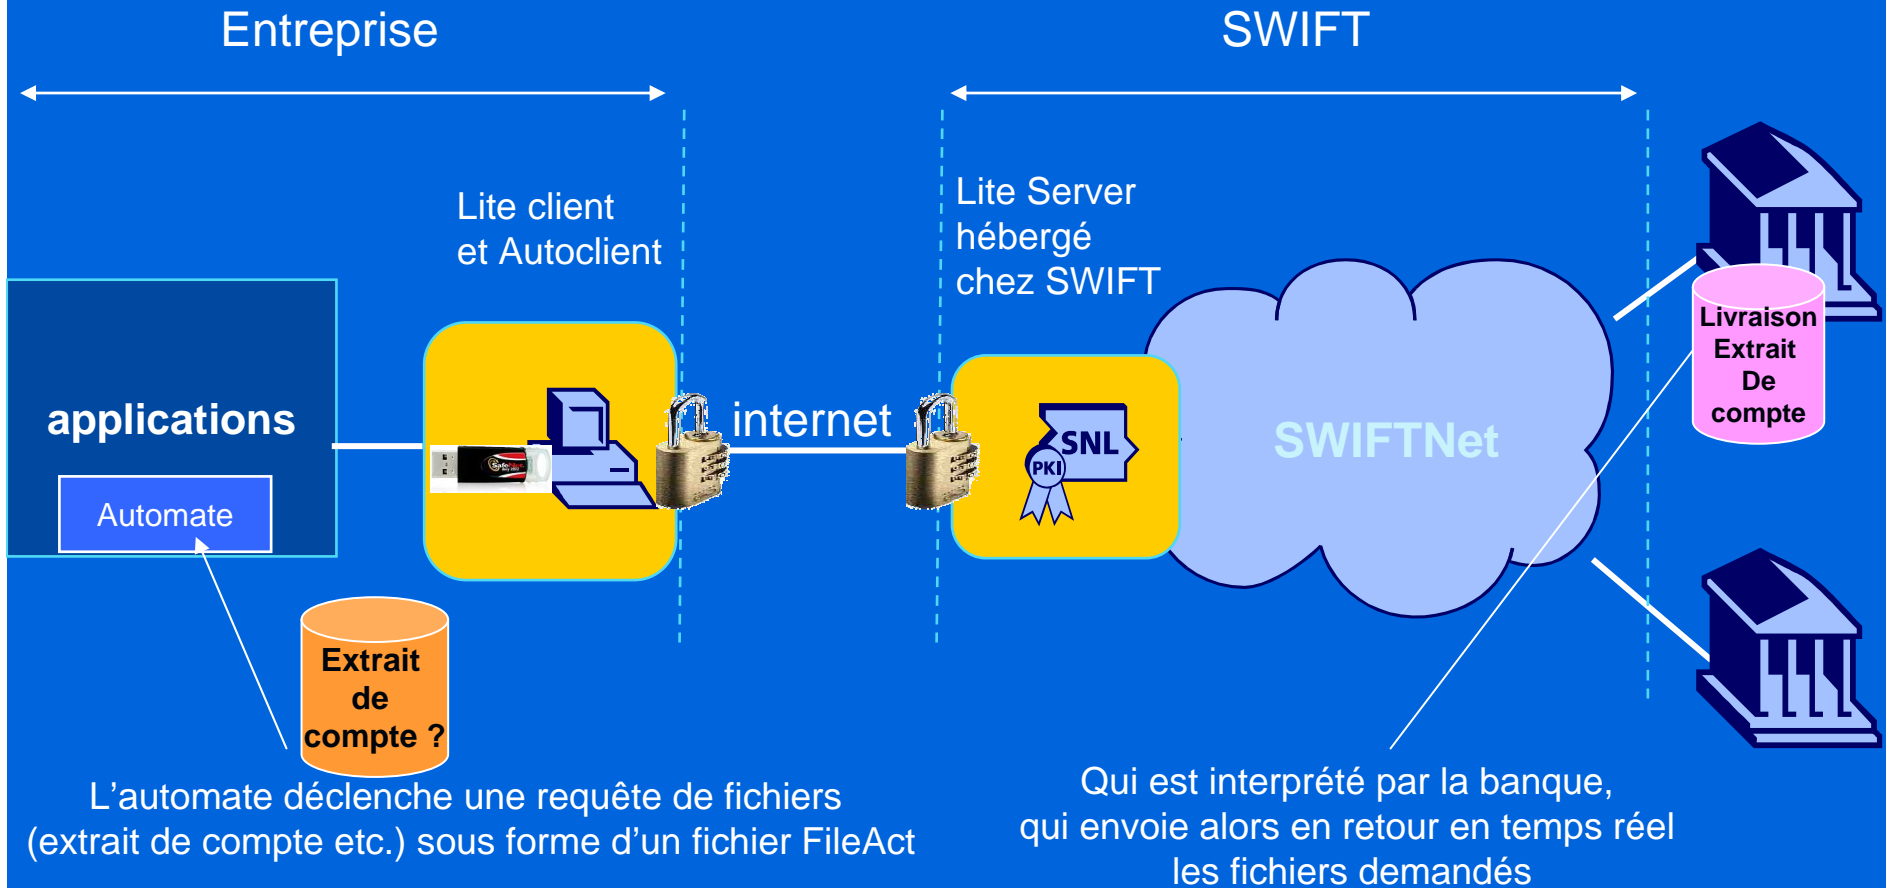 Entreprise
SWIFT
Lite client
et Autoclient
Lite Server
hébergé
chez SWIFT
applications
Automate
SafeNet
internet
SNL
PKI
SWIFTNet
Livraison
Extrait
De
compte
Extrait
de
compte ?
L’automate déclenche une requête de fichiers
(extrait de compte etc.) sous forme d’un fichier FileAct
Qui est interprété par la banque,
qui envoie alors en retour en temps réel
les fichiers demandés